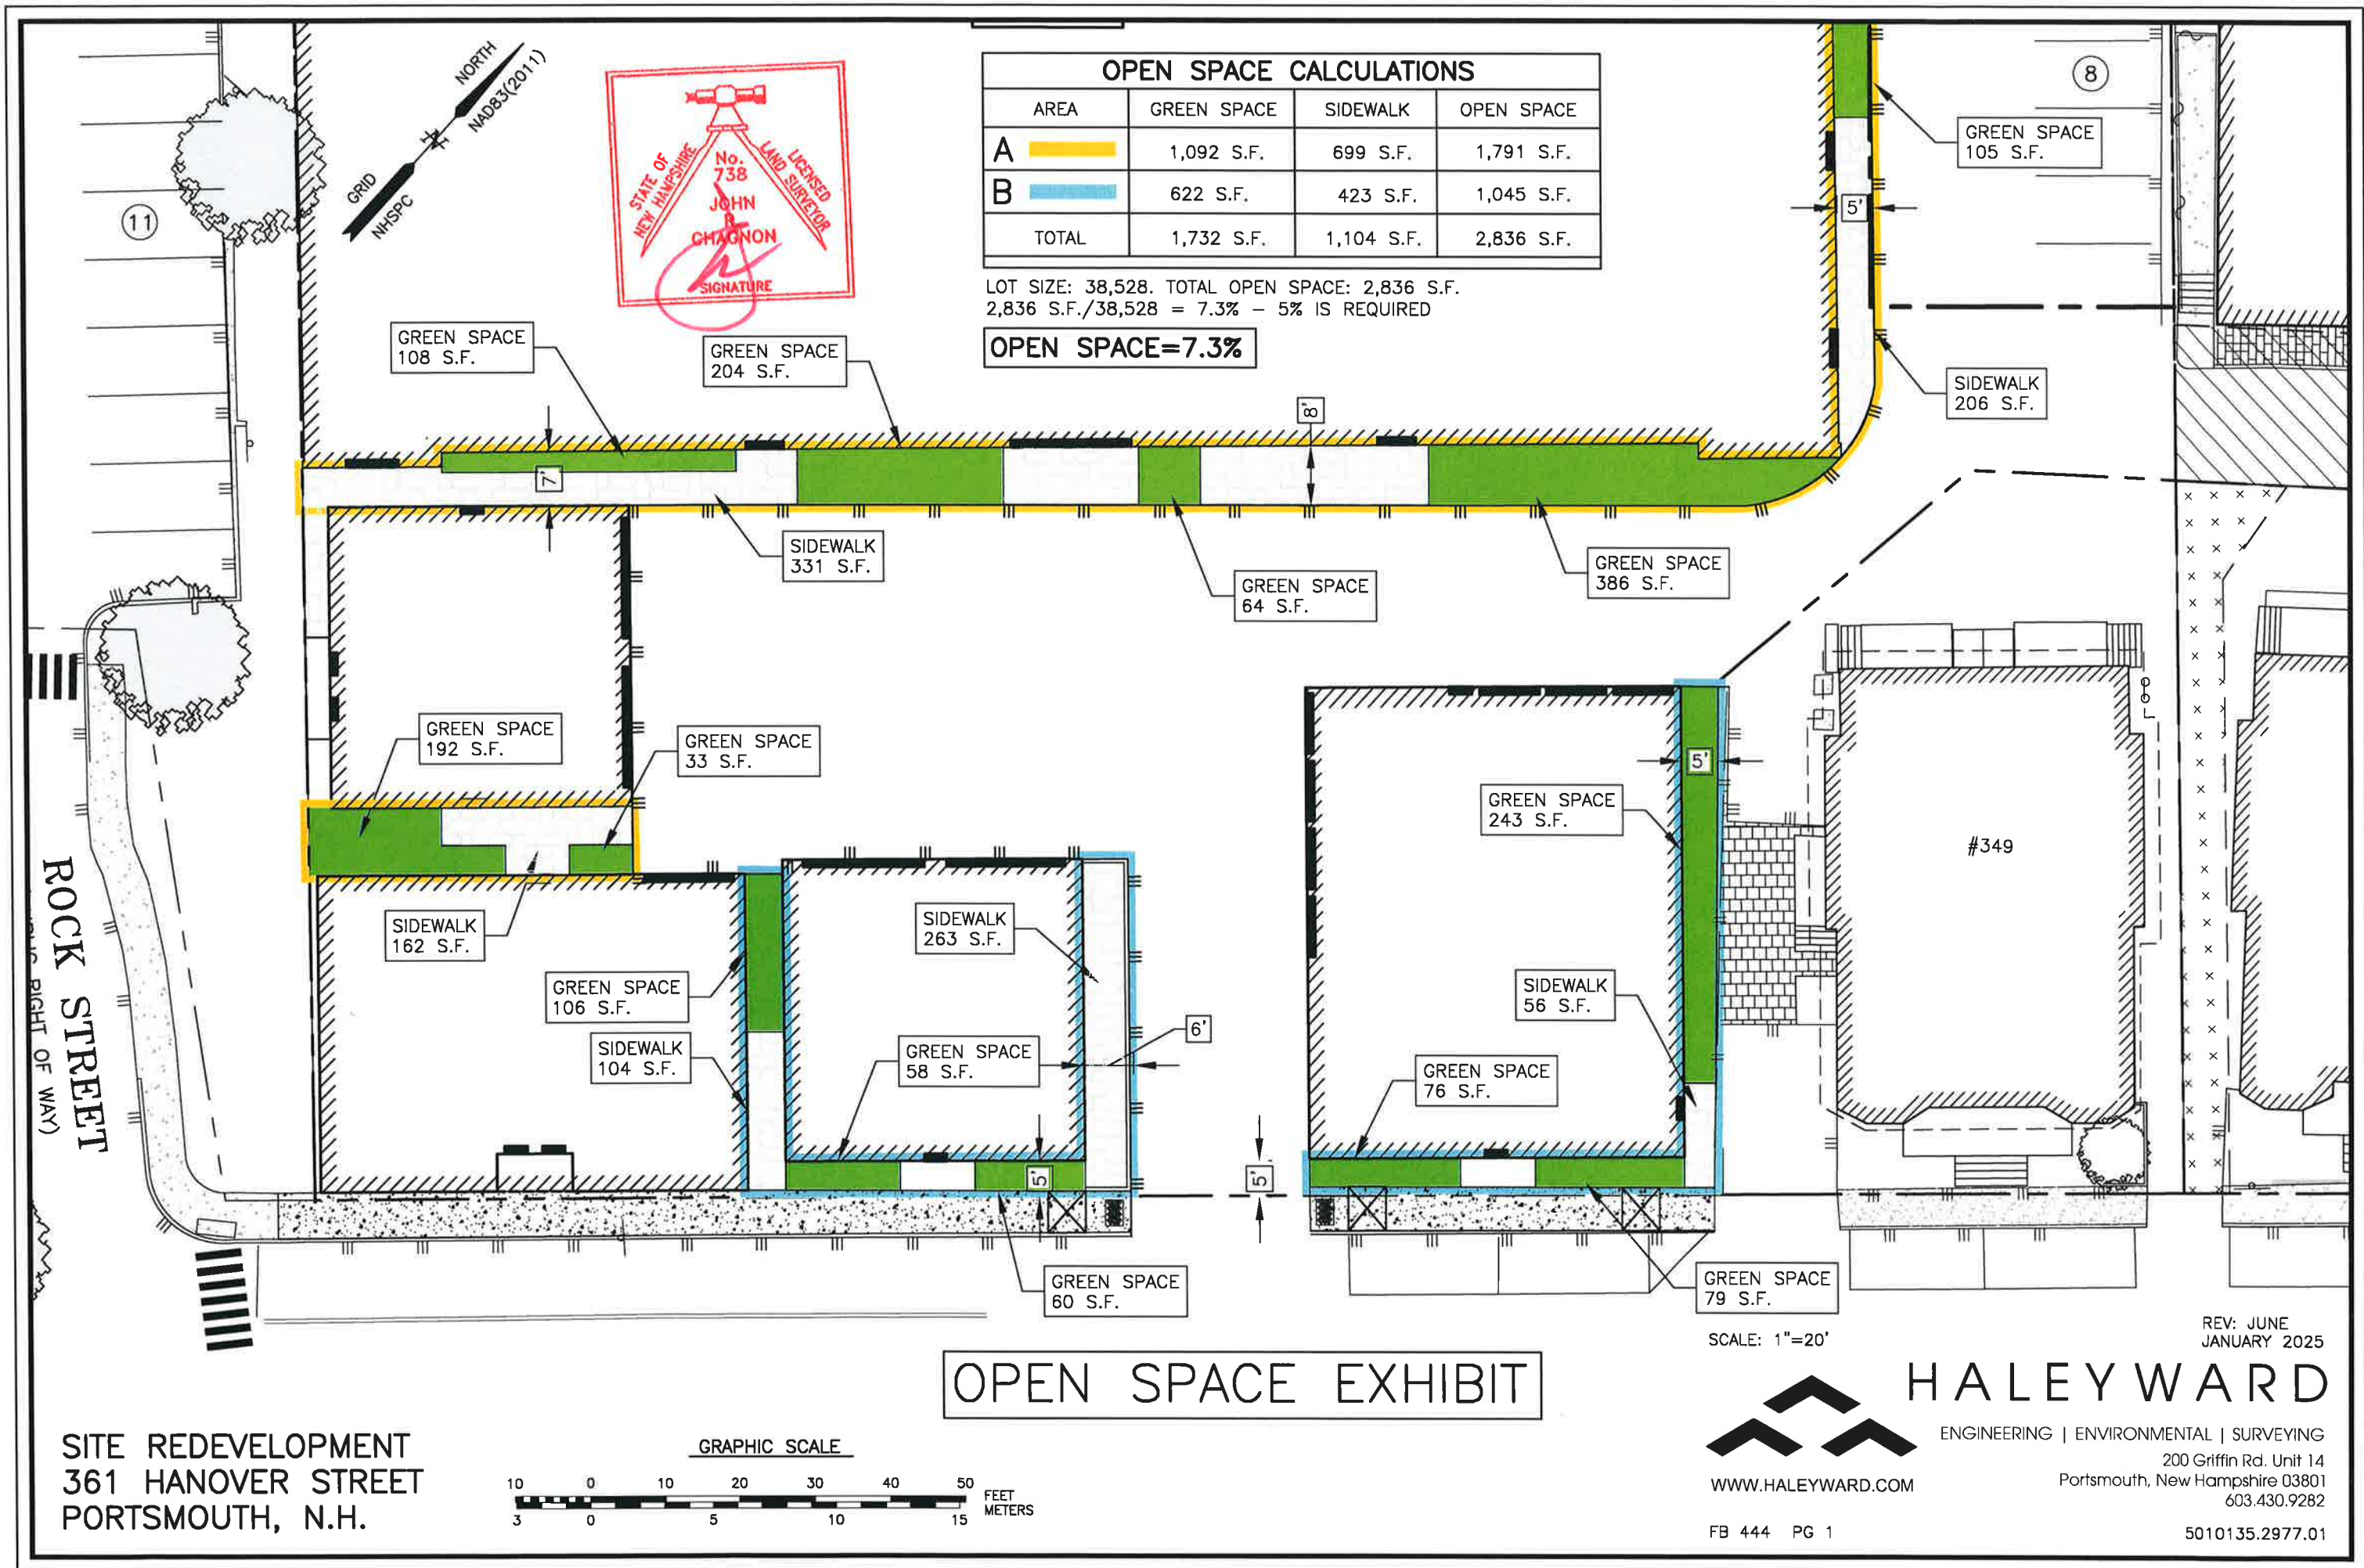 NORTH
NAD83(2011)
GRID
NHSPC
STATE OF
NEW HAMPSHIRE
LICENSED
LAND SURVEYOR
No.
738
JOHN
CHAGNON
SIGNATURE
OPEN SPACE CALCULATIONS
AREA GREEN SPACE SIDEWALK OPEN SPACE
A 1,092 S.F. 699 S.F. 1,791 S.F.
B 622 S.F. 423 S.F. 1,045 S.F.
TOTAL 1,732 S.F. 1,104 S.F. 2,836 S.F.
LOT SIZE: 38,528. TOTAL OPEN SPACE: 2,836 S.F.
2,836 S.F./38,528 = 7.3% – 5% IS REQUIRED
OPEN SPACE=7.3%
8
GREEN SPACE
105 S.F.
5'
11
GREEN SPACE
108 S.F.
GREEN SPACE
204 S.F.
SIDEWALK
206 S.F.
8'
7'
SIDEWALK
331 S.F.
GREEN SPACE
64 S.F.
GREEN SPACE
386 S.F.
GREEN SPACE
192 S.F.
GREEN SPACE
33 S.F.
5'
GREEN SPACE
243 S.F.
#349
SIDEWALK
162 S.F.
SIDEWALK
263 S.F.
GREEN SPACE
106 S.F.
SIDEWALK
56 S.F.
SIDEWALK
104 S.F.
GREEN SPACE
58 S.F.
6'
GREEN SPACE
76 S.F.
5'
5'
ROCK STREET
RIGHT OF WAY)
GREEN SPACE
60 S.F.
GREEN SPACE
79 S.F.
SCALE: 1"=20'
REV: JUNE
JANUARY 2025
OPEN SPACE EXHIBIT
HALEY WARD
ENGINEERING | ENVIRONMENTAL | SURVEYING
200 Griffin Rd. Unit 14
Portsmouth, New Hampshire 03801
603.430.9282
WWW.HALEYWARD.COM
FB 444 PG 1
5010135.2977.01
SITE REDEVELOPMENT
361 HANOVER STREET
PORTSMOUTH, N.H.
GRAPHIC SCALE
10 0 10 20 30 40 50
FEET
METERS
3 0 5 10 15